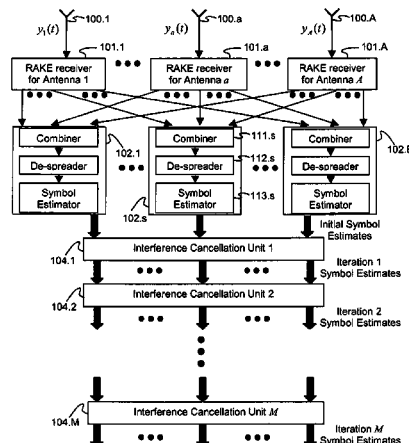 100.1
100.a
100.A
y₁(t)
yₐ(t)
y_A(t)
101.1
101.a
101.A
RAKE receiver
for Antenna 1
RAKE receiver
for Antenna a
RAKE receiver
for Antenna A
Combiner
De-spreader
Symbol
Estimator
102.1
Combiner
De-spreader
Symbol
Estimator
111.s
112.s
113.s
102.s
Combiner
De-spreader
Symbol
Estimator
Initial Symbol
Estimates
104.1
Interference Cancellation Unit 1
Iteration 1
Symbol Estimates
104.2
Interference Cancellation Unit 2
Iteration 2
Symbol Estimates
104.M
Interference Cancellation Unit M
Iteration M
Symbol Estimates